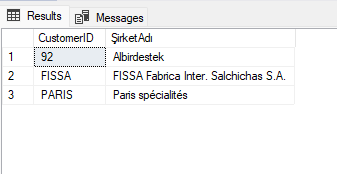 Results Messages
CustomerID ŞirketAdı
1 92 Albirdestek
2 FISSA FISSA Fabrica Inter. Salchichas S.A.
3 PARIS Paris spécialités